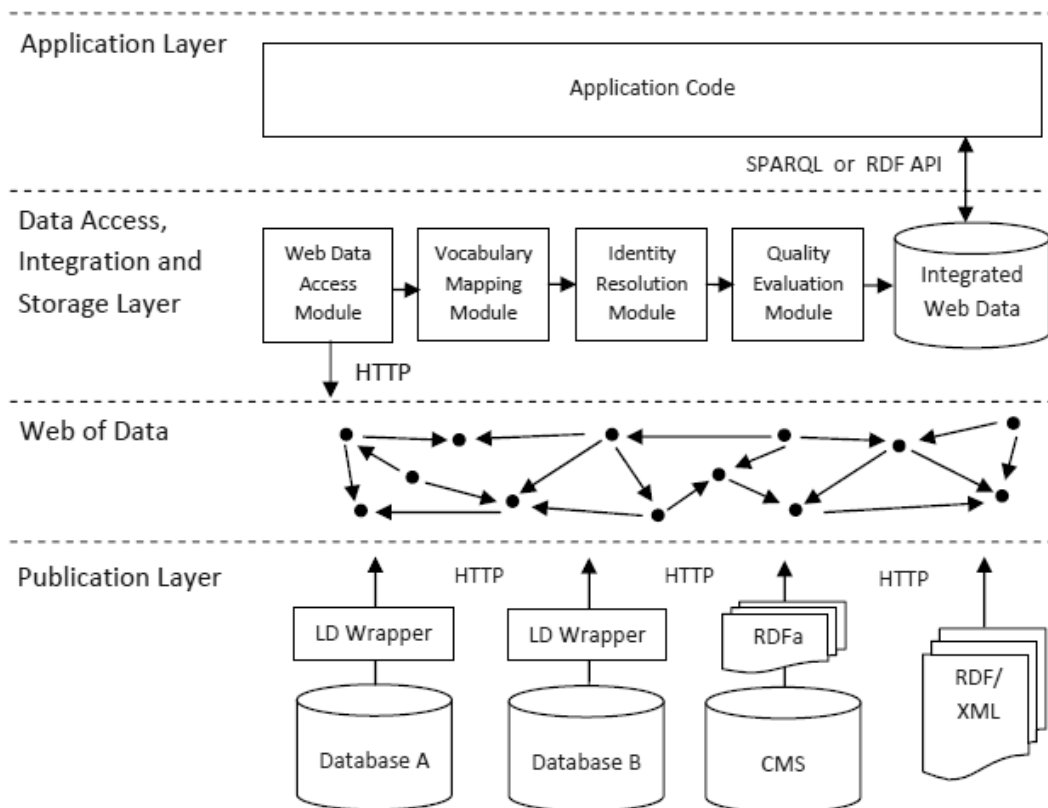 Application Layer
Application Code
SPARQL or RDF API
Data Access,
Integration and
Storage Layer
Web Data
Access
Module
Vocabulary
Mapping
Module
Identity
Resolution
Module
Quality
Evaluation
Module
Integrated
Web Data
HTTP
Web of Data
Publication Layer
HTTP
HTTP
HTTP
LD Wrapper
LD Wrapper
RDFa
RDF/
XML
Database A
Database B
CMS